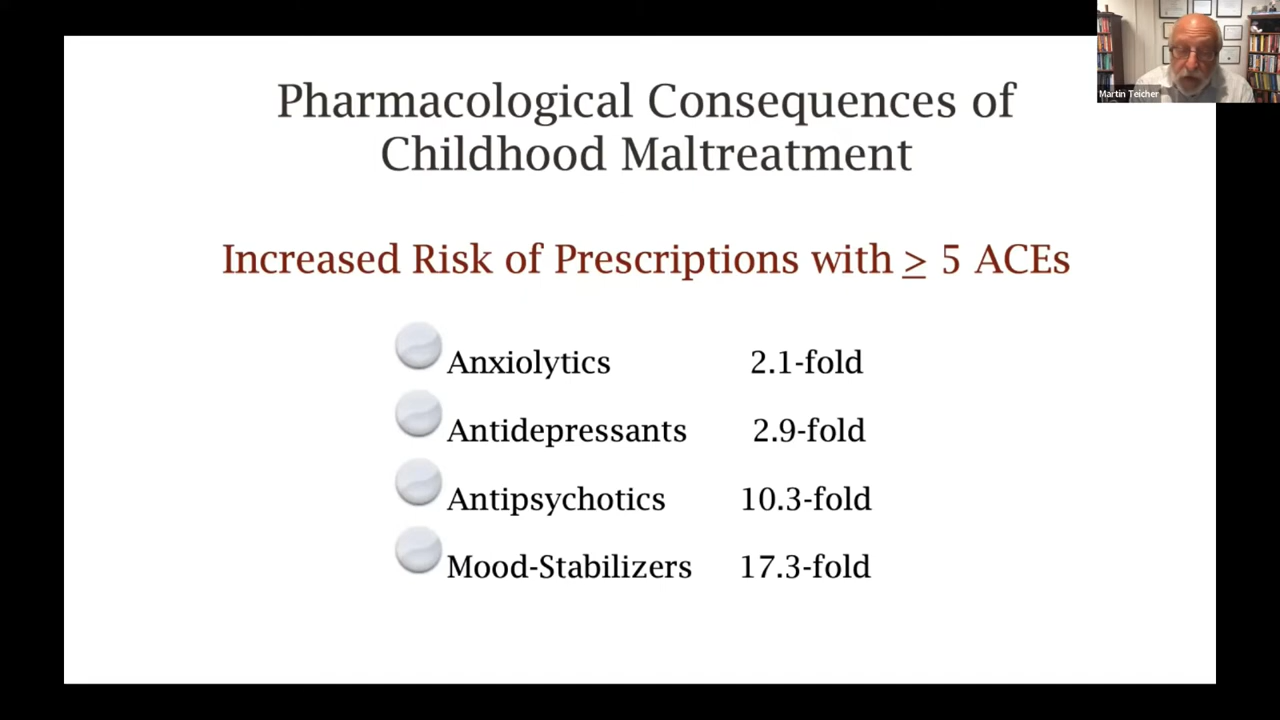 Martin Teicher
Pharmacological Consequences of
Childhood Maltreatment
Increased Risk of Prescriptions with ≥ 5 ACEs
Anxiolytics 2.1-fold
Antidepressants 2.9-fold
Antipsychotics 10.3-fold
Mood-Stabilizers 17.3-fold